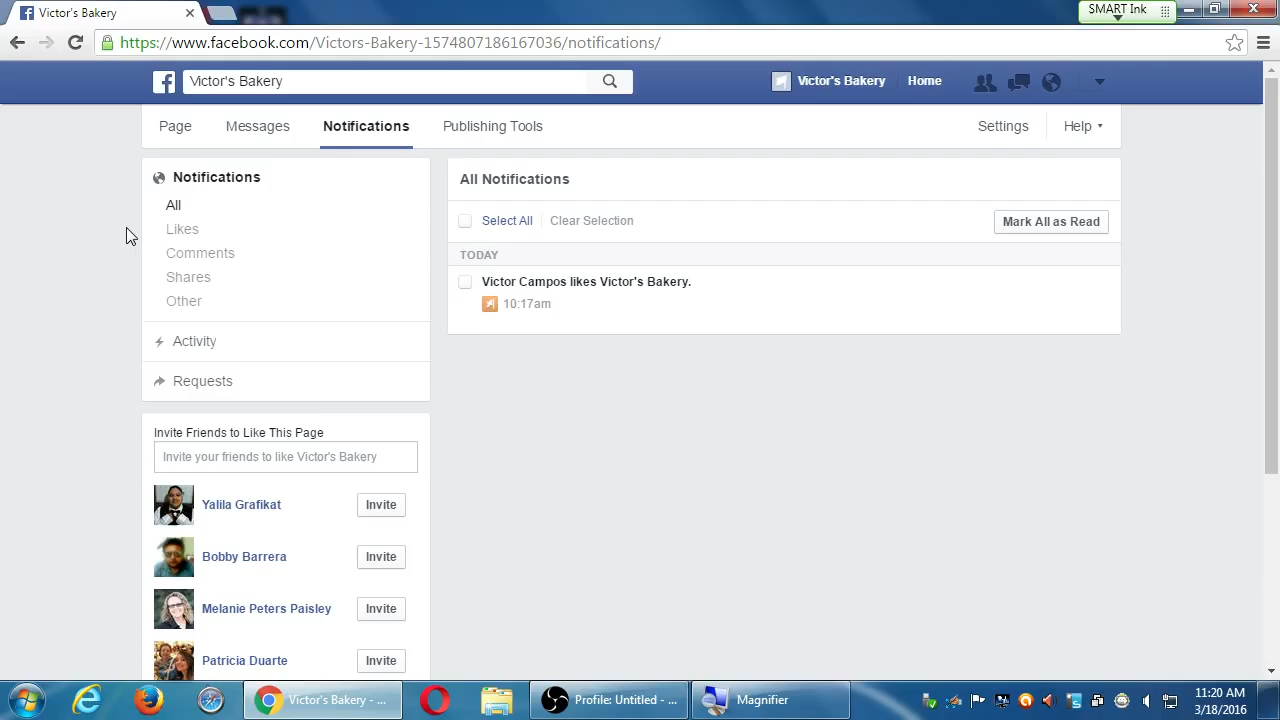 Victor's Bakery
SMART Ink
https://www.facebook.com/Victors-Bakery-1574807186167036/notifications/
Victor's Bakery
Victor's Bakery
Home
Page
Messages
Notifications
Publishing Tools
Settings
Help
Notifications
All
Likes
Comments
Shares
Other
Activity
Requests
All Notifications
Select All
Clear Selection
Mark All as Read
TODAY
Victor Campos likes Victor's Bakery.
10:17am
Invite Friends to Like This Page
Invite your friends to like Victor's Bakery
Yalila Grafikat
Invite
Bobby Barrera
Invite
Melanie Peters Paisley
Invite
Patricia Duarte
Invite
Victor's Bakery - ...
Profile: Untitled - ...
Magnifier
11:20 AM
3/18/2016